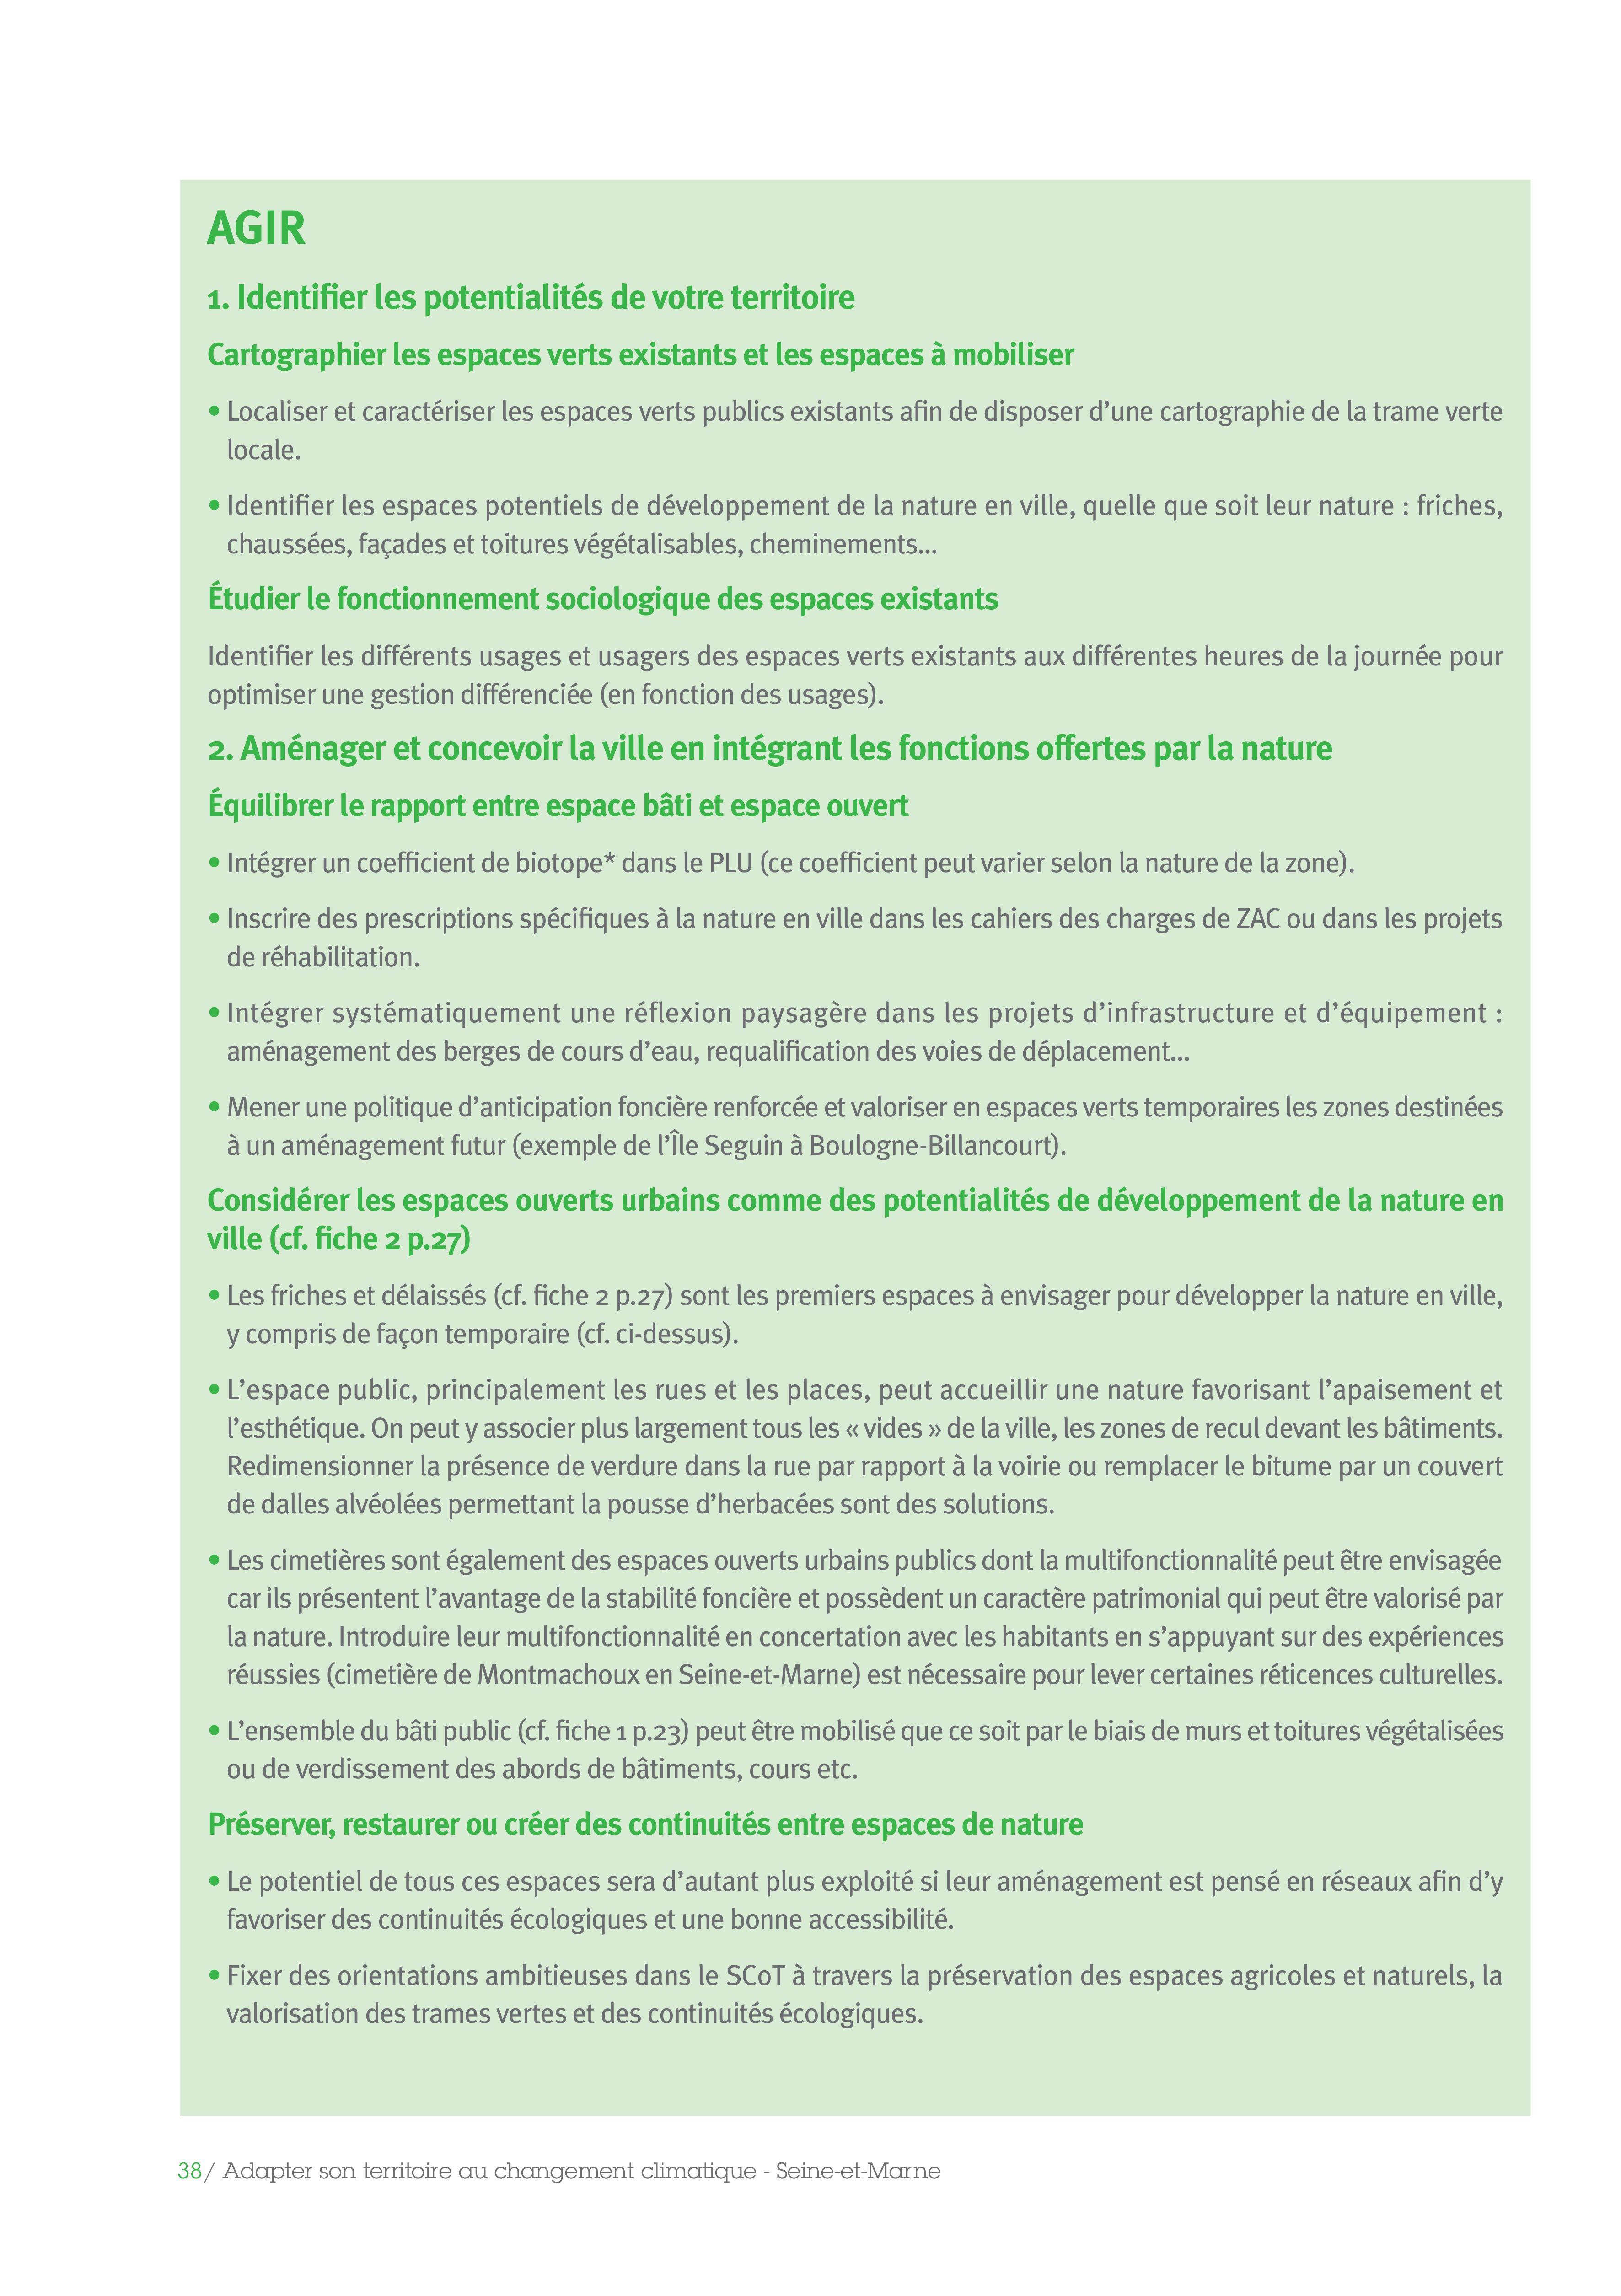 AGIR
1. Identifier les potentialités de votre territoire
Cartographier les espaces verts existants et les espaces à mobiliser
• Localiser et caractériser les espaces verts publics existants afin de disposer d’une cartographie de la trame verte
locale.
• Identifier les espaces potentiels de développement de la nature en ville, quelle que soit leur nature : friches,
chaussées, façades et toitures végétalisables, cheminements...
Étudier le fonctionnement sociologique des espaces existants
Identifier les différents usages et usagers des espaces verts existants aux différentes heures de la journée pour
optimiser une gestion différenciée (en fonction des usages).
2. Aménager et concevoir la ville en intégrant les fonctions offertes par la nature
Équilibrer le rapport entre espace bâti et espace ouvert
• Intégrer un coefficient de biotope* dans le PLU (ce coefficient peut varier selon la nature de la zone).
• Inscrire des prescriptions spécifiques à la nature en ville dans les cahiers des charges de ZAC ou dans les projets
de réhabilitation.
• Intégrer systématiquement une réflexion paysagère dans les projets d’infrastructure et d’équipement :
aménagement des berges de cours d’eau, requalification des voies de déplacement...
• Mener une politique d’anticipation foncière renforcée et valoriser en espaces verts temporaires les zones destinées
à un aménagement futur (exemple de l’Île Seguin à Boulogne-Billancourt).
Considérer les espaces ouverts urbains comme des potentialités de développement de la nature en
ville (cf. fiche 2 p.27)
• Les friches et délaissés (cf. fiche 2 p.27) sont les premiers espaces à envisager pour développer la nature en ville,
y compris de façon temporaire (cf. ci-dessus).
• L’espace public, principalement les rues et les places, peut accueillir une nature favorisant l’apaisement et
l’esthétique. On peut y associer plus largement tous les « vides » de la ville, les zones de recul devant les bâtiments.
Redimensionner la présence de verdure dans la rue par rapport à la voirie ou remplacer le bitume par un couvert
de dalles alvéolées permettant la pousse d’herbacées sont des solutions.
• Les cimetières sont également des espaces ouverts urbains publics dont la multifonctionnalité peut être envisagée
car ils présentent l’avantage de la stabilité foncière et possèdent un caractère patrimonial qui peut être valorisé par
la nature. Introduire leur multifonctionnalité en concertation avec les habitants en s’appuyant sur des expériences
réussies (cimetière de Montmachoux en Seine-et-Marne) est nécessaire pour lever certaines réticences culturelles.
• L’ensemble du bâti public (cf. fiche 1 p.23) peut être mobilisé que ce soit par le biais de murs et toitures végétalisées
ou de verdissement des abords de bâtiments, cours etc.
Préserver, restaurer ou créer des continuités entre espaces de nature
• Le potentiel de tous ces espaces sera d’autant plus exploité si leur aménagement est pensé en réseaux afin d’y
favoriser des continuités écologiques et une bonne accessibilité.
• Fixer des orientations ambitieuses dans le SCoT à travers la préservation des espaces agricoles et naturels, la
valorisation des trames vertes et des continuités écologiques.
38/ Adapter son territoire au changement climatique - Seine-et-Marne